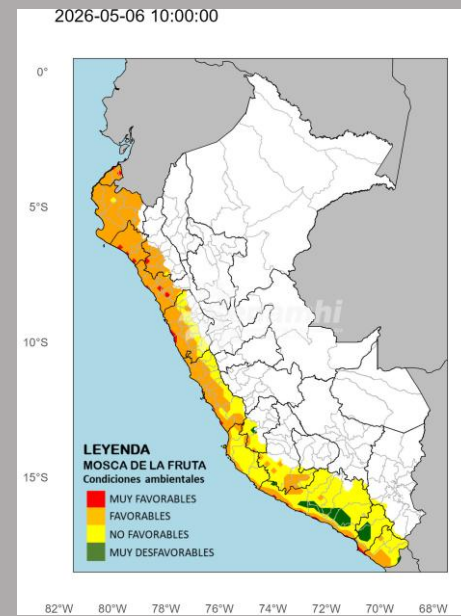 2026-05-06 10:00:00
0°
5°S
10°S
15°S
LEYENDA
MOSCA DE LA FRUTA
Condiciones ambientales
MUY FAVORABLES
FAVORABLES
NO FAVORABLES
MUY DESFAVORABLES
82°W 80°W 78°W 76°W 74°W 72°W 70°W 68°W